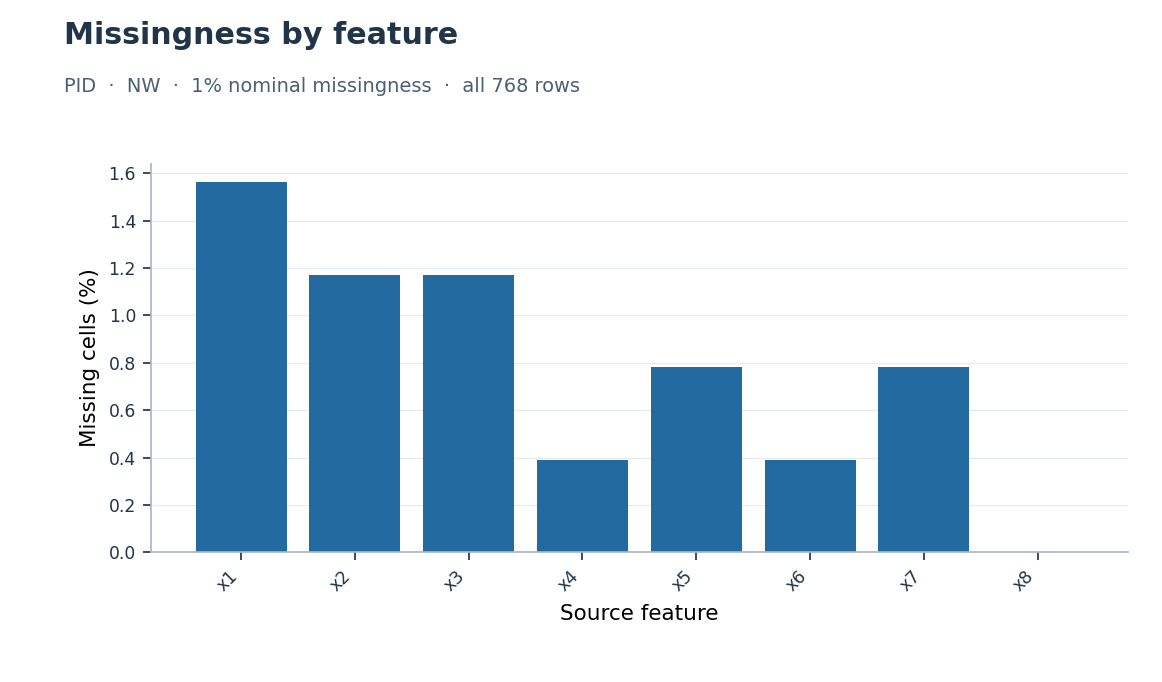 Missingness by feature
PID · NW · 1% nominal missingness · all 768 rows
Missing cells (%)
1.6
1.4
1.2
1.0
0.8
0.6
0.4
0.2
0.0
x1 x2 x3 x4 x5 x6 x7 x8
Source feature